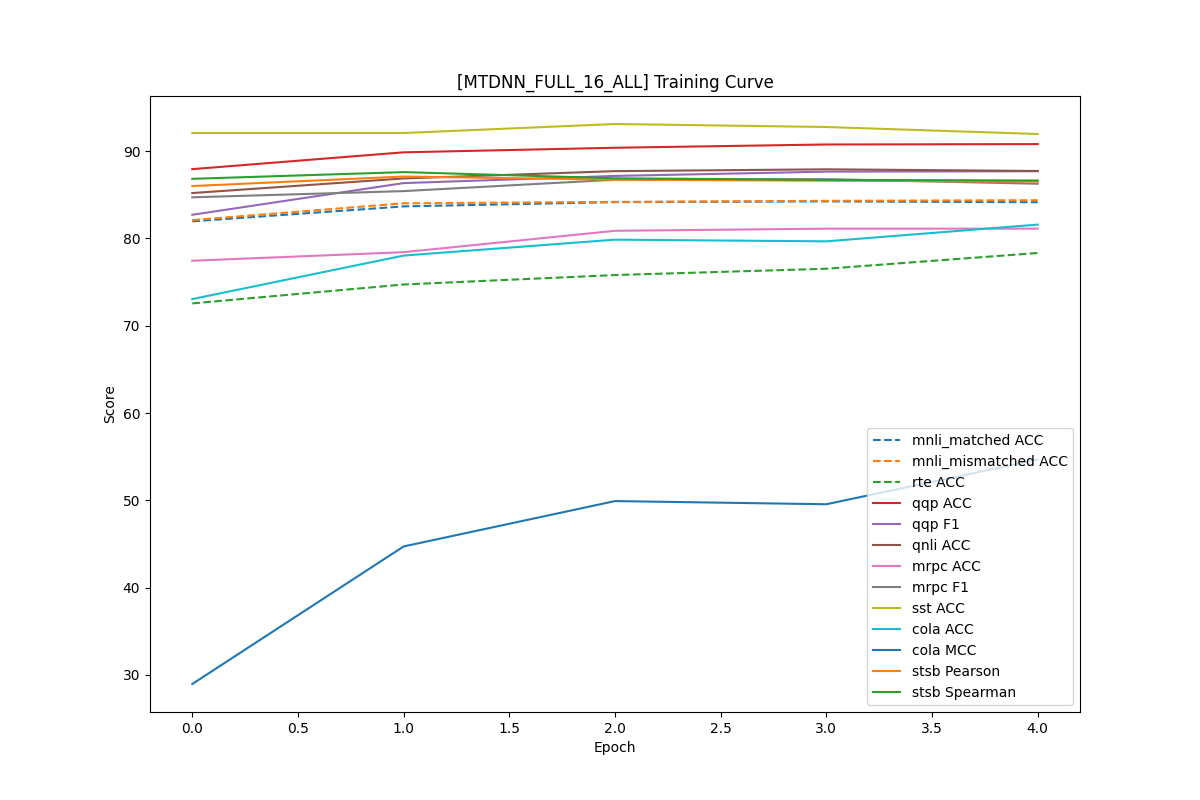 [MTDNN_FULL_16_ALL] Training Curve
90
80
70
60
50
40
30
Score
mnli_matched ACC
mnli_mismatched ACC
rte ACC
qqp ACC
qqp F1
qnli ACC
mrpc ACC
mrpc F1
sst ACC
cola ACC
cola MCC
stsb Pearson
stsb Spearman
0.0 0.5 1.0 1.5 2.0 2.5 3.0 3.5 4.0
Epoch